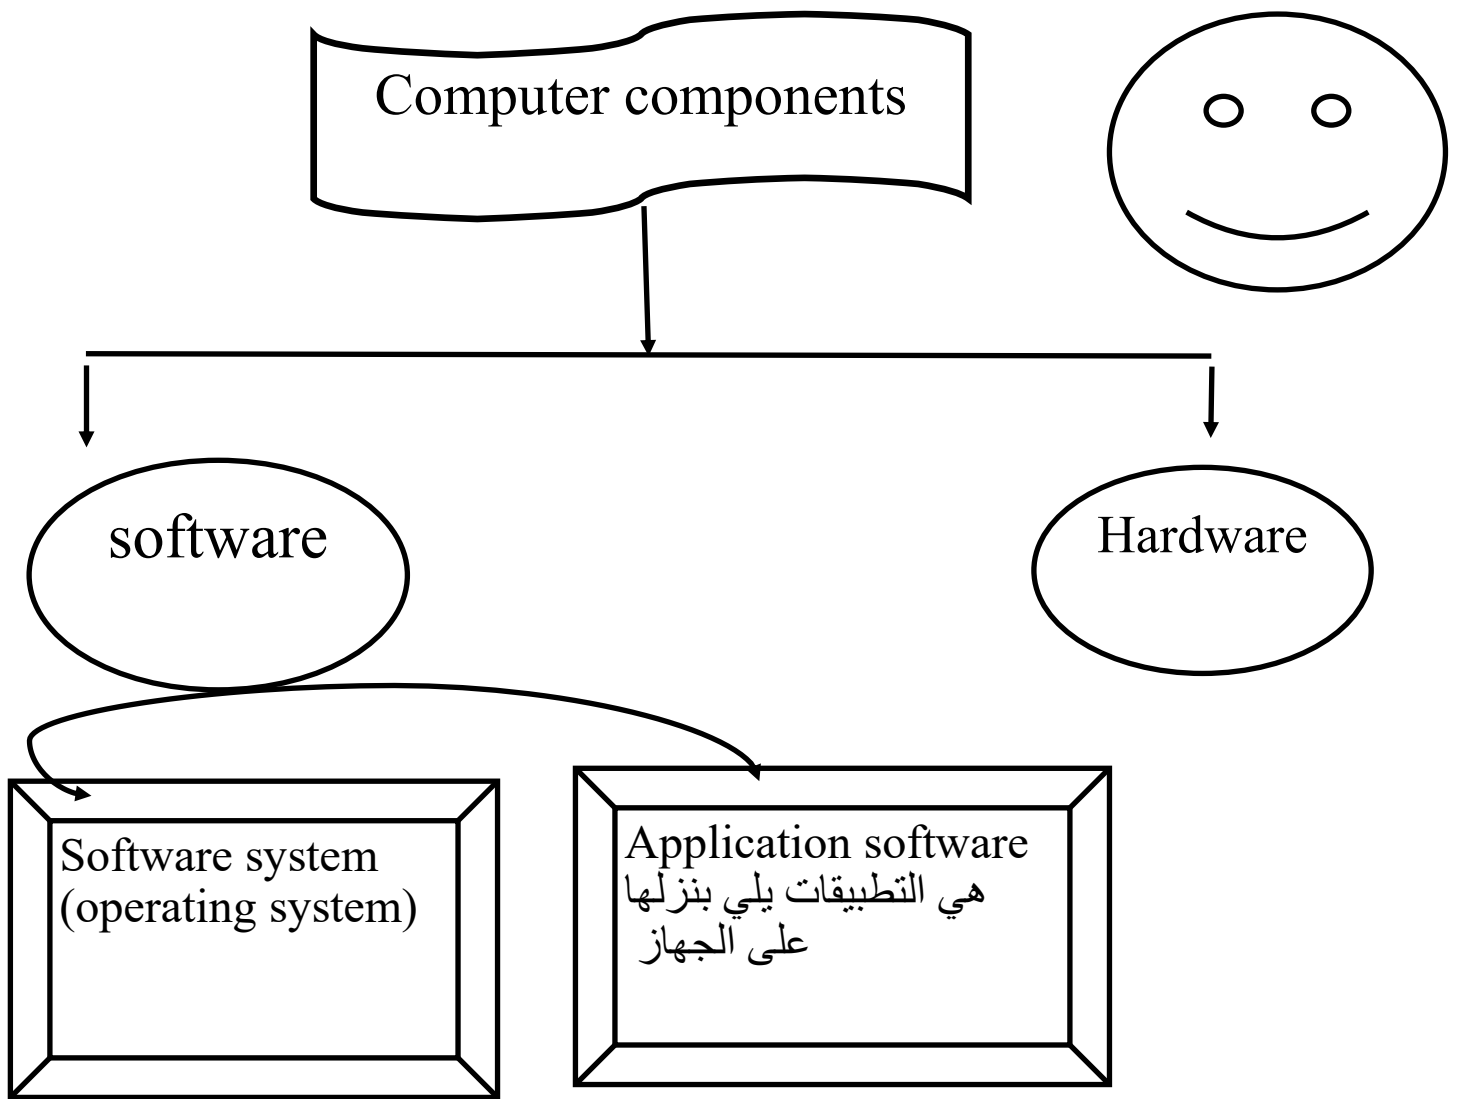 Computer components
software
Hardware
Software system
(operating system)
Application software
هي التطبيقات يلي بنزلها
على الجهاز